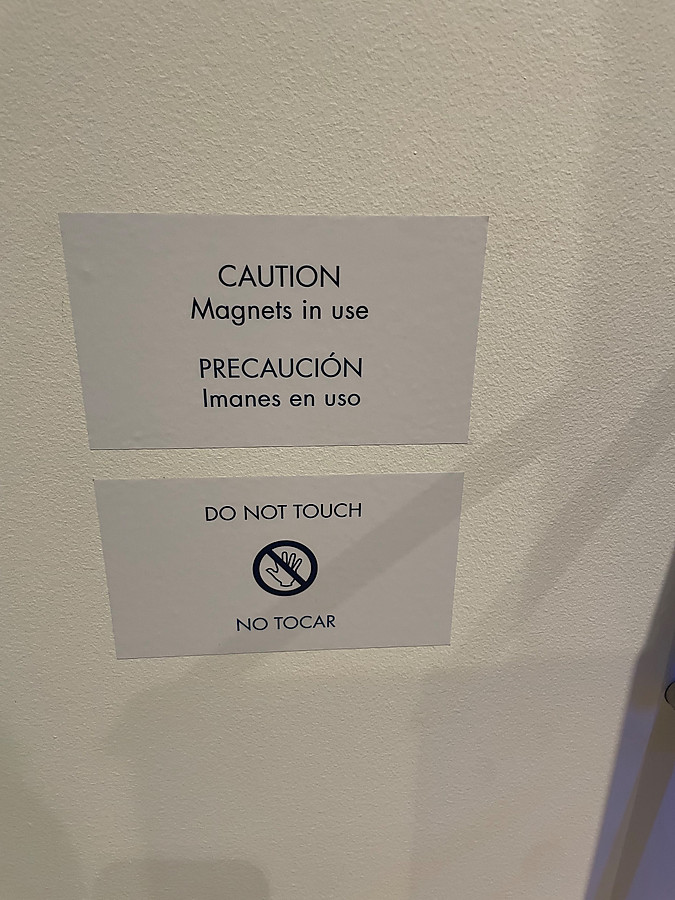 CAUTION
Magnets in use
PRECAUCIÓN
Imanes en uso
DO NOT TOUCH
NO TOCAR